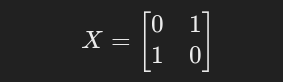 X = [0 1
1 0]